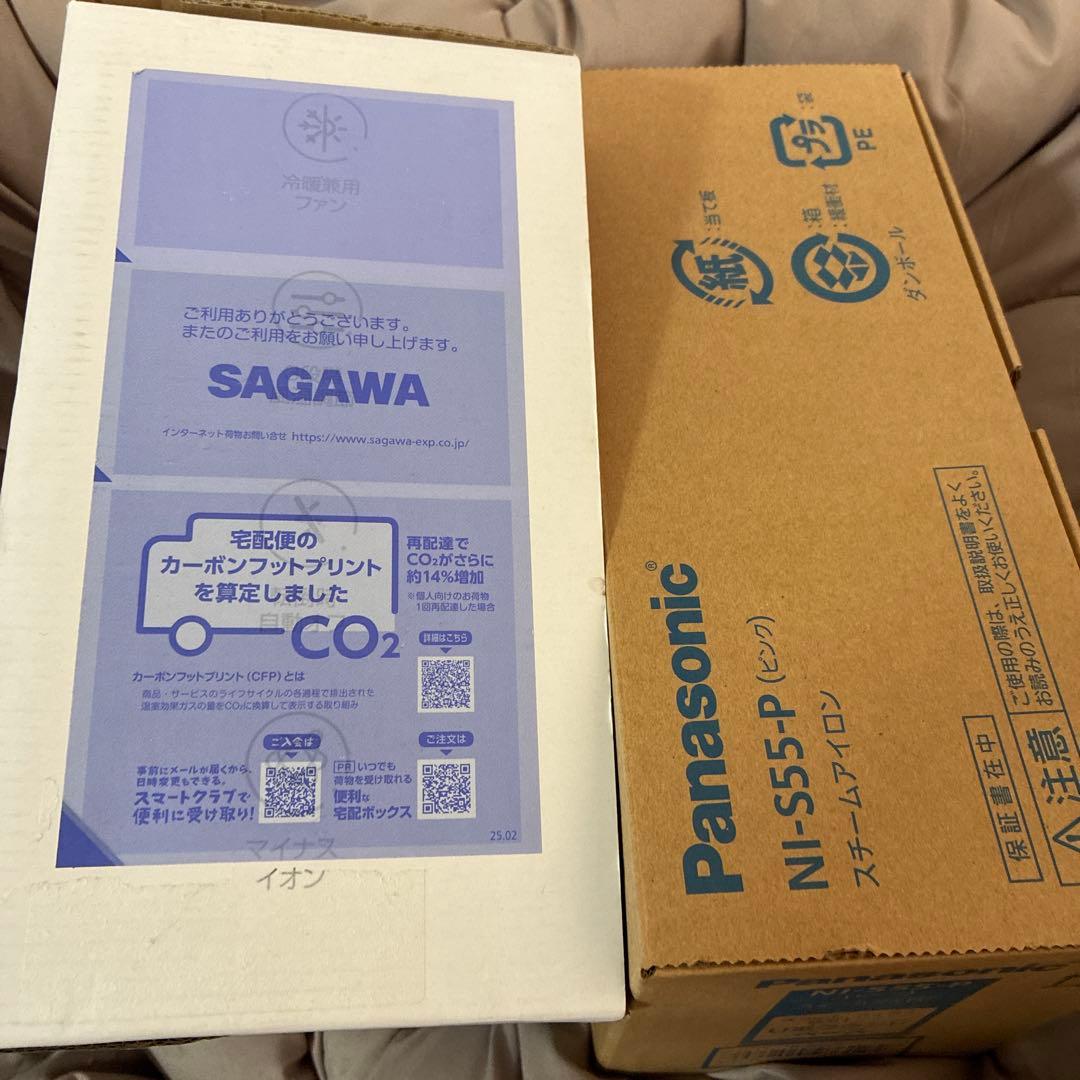 冷暖兼用
ファン
ご利用ありがとうございます。
またのご利用をお願い申し上げます。
SAGAWA
インターネット荷物お問い合せ https://www.sagawa-exp.co.jp/
宅配便の
カーボンフットプリント
を算定しました
CO₂
再配達で
CO₂がさらに
約14%増加
※個人向けのお荷物
1回再配達した場合
詳細はこちら
カーボンフットプリント(CFP)とは
商品・サービスのライフサイクルの各過程で排出された
温室効果ガスの量をCO₂に換算して表示する取り組み
ご入会は
事前にメールが届くから、
日時変更もできる。
スマートクラブで
便利に受け取り!
ご注文は
PR いつでも
荷物を受け取れる
便利な
宅配ボックス
25.02
マイナス
イオン
プラ
:袋
PE
紙
:当て板
:箱
:緩衝材
ダンボール
Panasonic®
NI-S55-P (ピンク)
スチームアイロン
保証書在中
注意
ご使用の際は、取扱説明書をよく
お読みのうえ正しくお使いください。
Panasonic
NI-S55-P